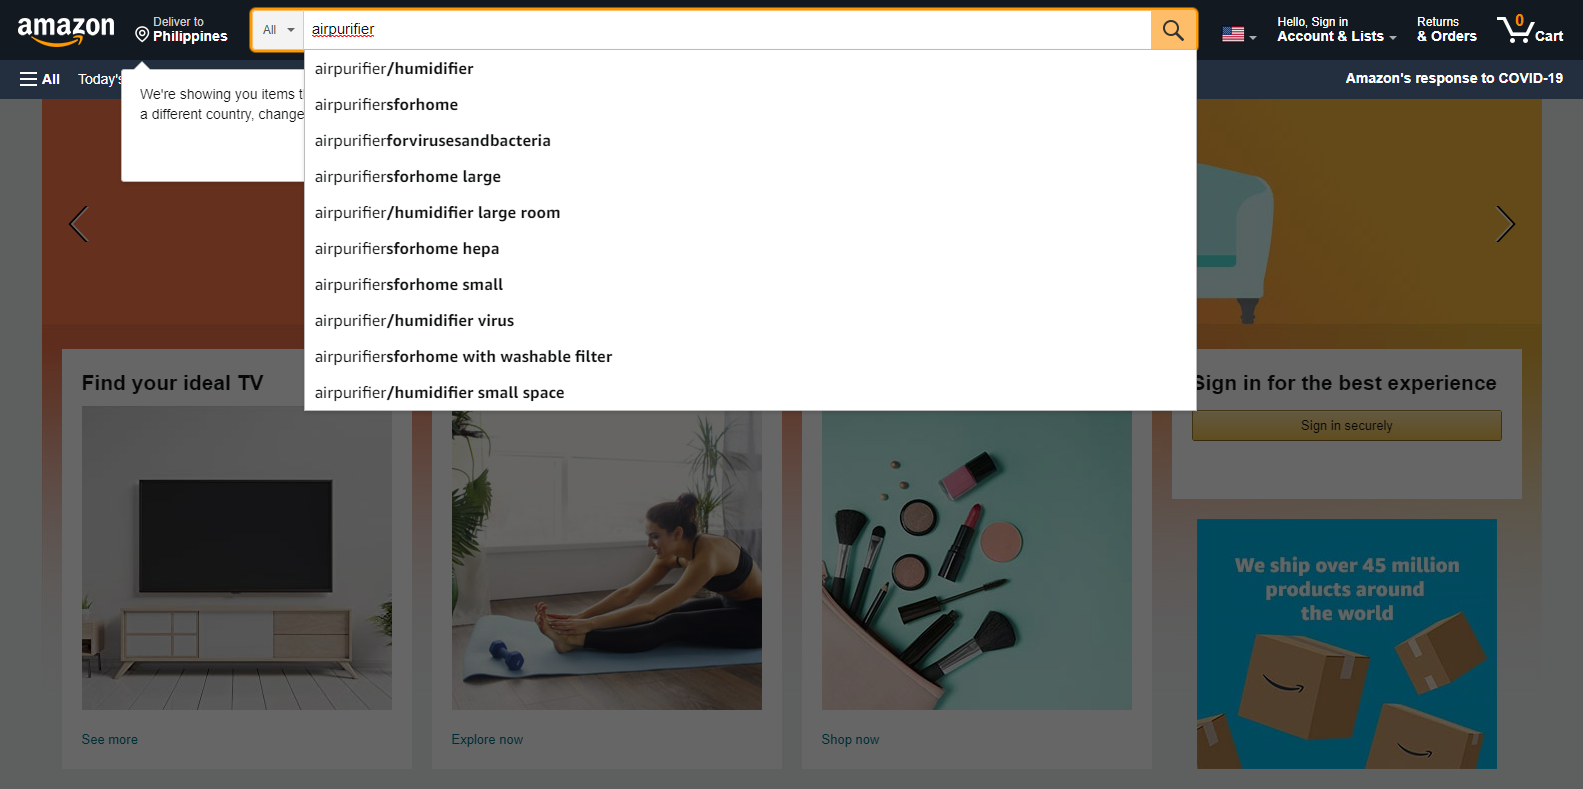 amazon
Deliver to
Philippines
All
airpurifier
Hello, Sign in
Account & Lists
Returns
& Orders
0
Cart
All
Today's
Amazon's response to COVID-19
We're showing you items t
a different country, change
airpurifier/humidifier
airpurifiersforhome
airpurifierforvirusesandbacteria
airpurifiersforhome large
airpurifier/humidifier large room
airpurifiersforhome hepa
airpurifiersforhome small
airpurifier/humidifier virus
airpurifiersforhome with washable filter
airpurifier/humidifier small space
Find your ideal TV
Sign in for the best experience
Sign in securely
We ship over 45 million
products around
the world
See more
Explore now
Shop now